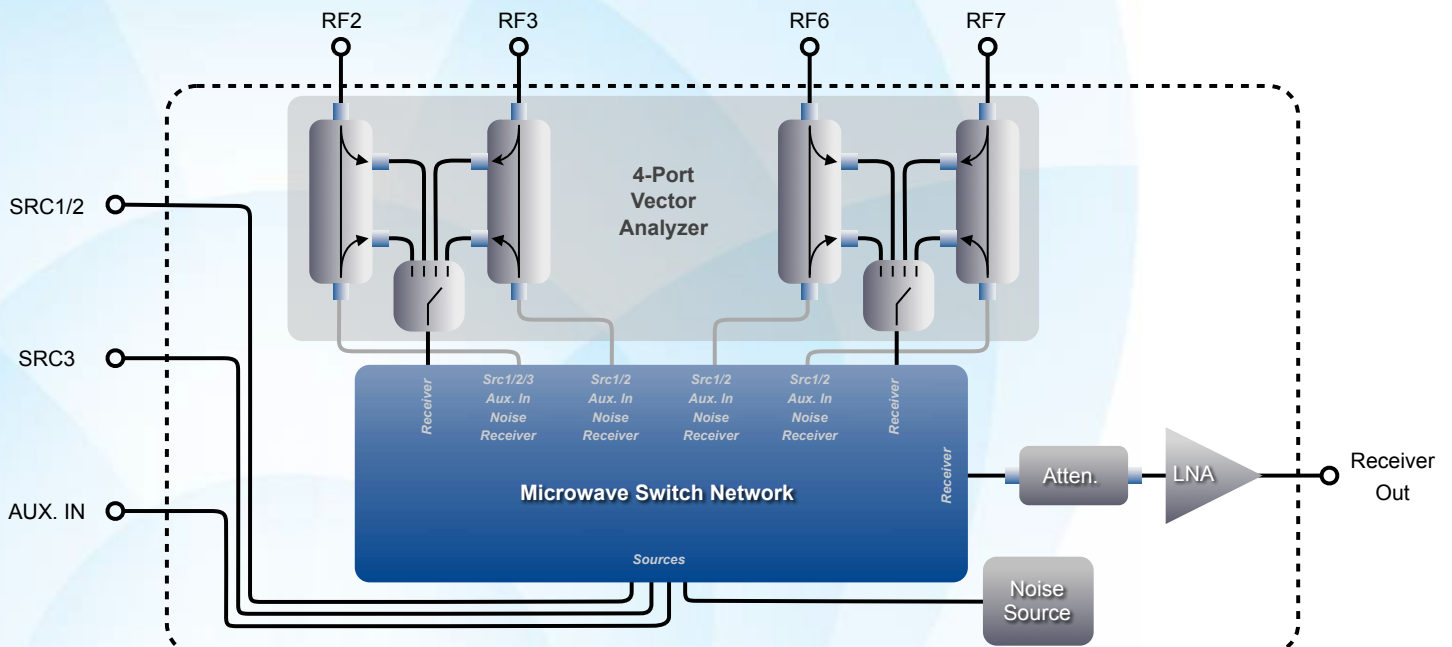 RF2
RF3
RF6
RF7
4-Port
Vector
Analyzer
SRC1/2
SRC3
AUX. IN
Receiver
Src1/2/3
Aux. In
Noise
Receiver
Src1/2
Aux. In
Noise
Receiver
Src1/2
Aux. In
Noise
Receiver
Src1/2
Aux. In
Noise
Receiver
Receiver
Receiver
Microwave Switch Network
Sources
Atten.
LNA
Receiver
Out
Noise
Source